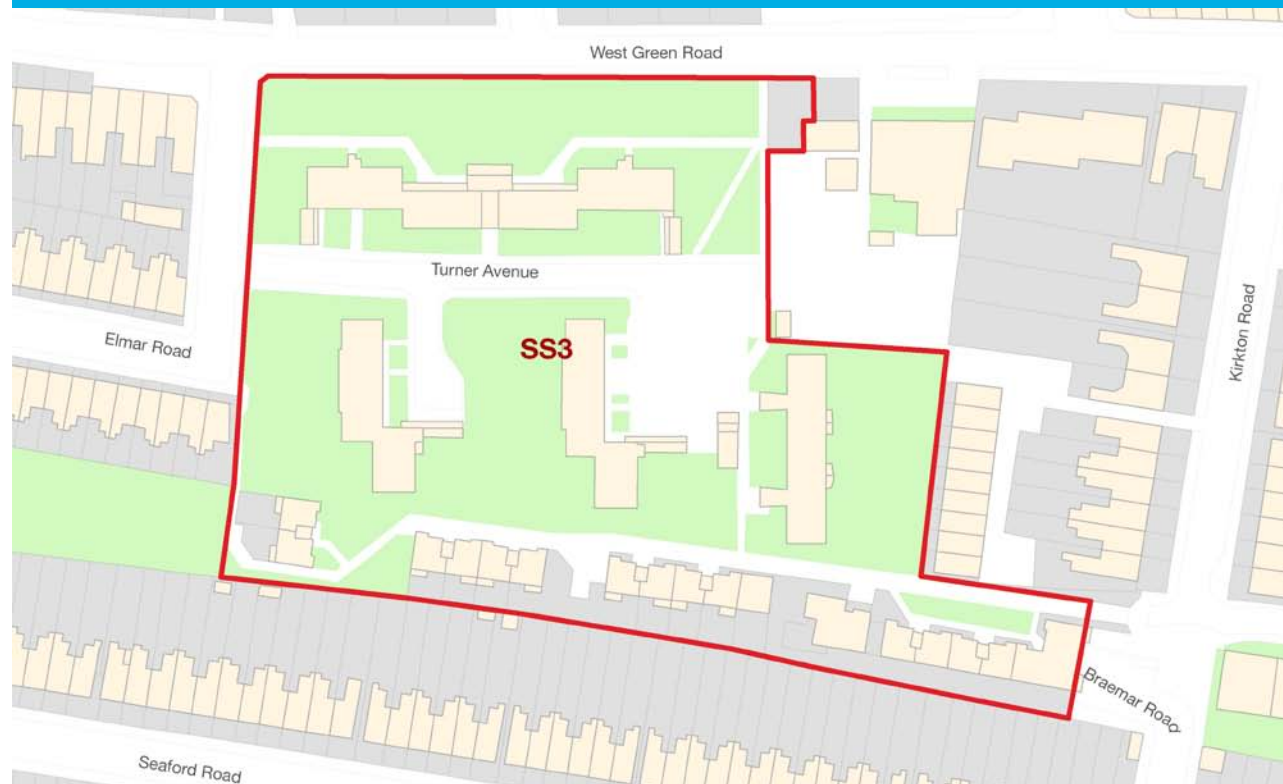 West Green Road
Turner Avenue
SS3
Elmar Road
Kirkton Road
Braemar Road
Seaford Road